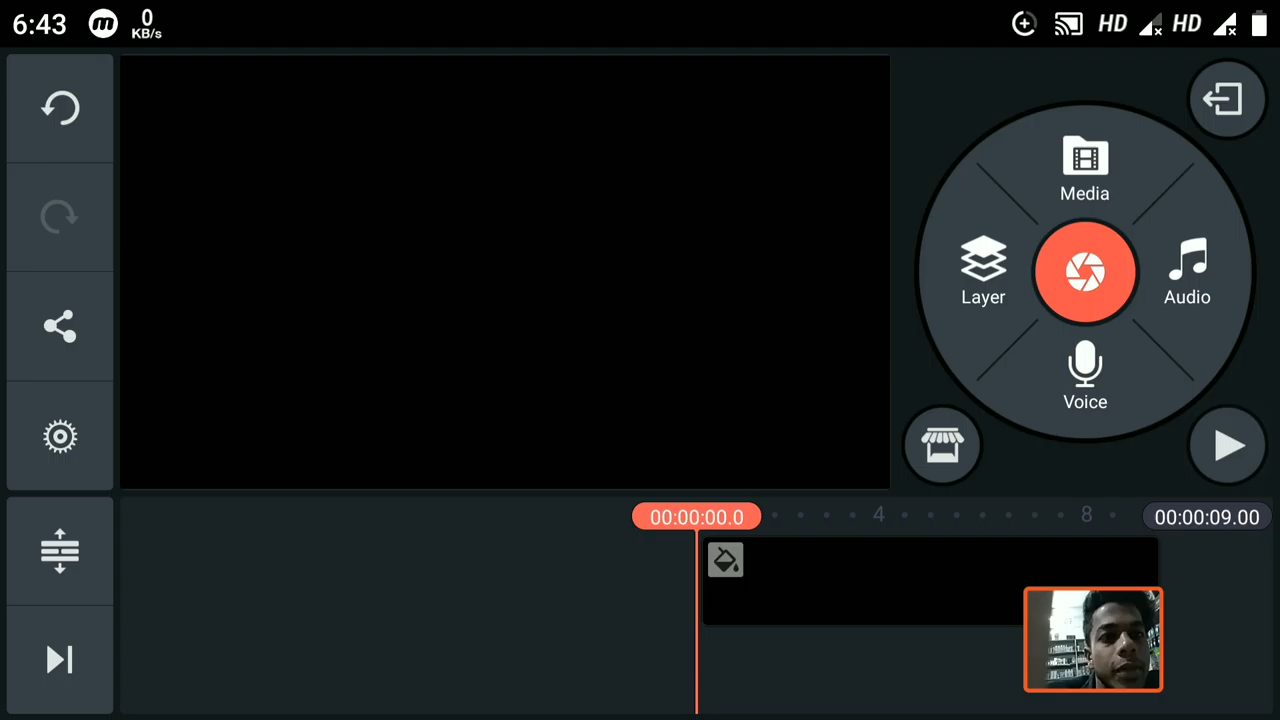 6:43
m
0
KB/s
HD
HD
Media
Layer
Audio
Voice
00:00:00.0
4
8
00:00:09.00